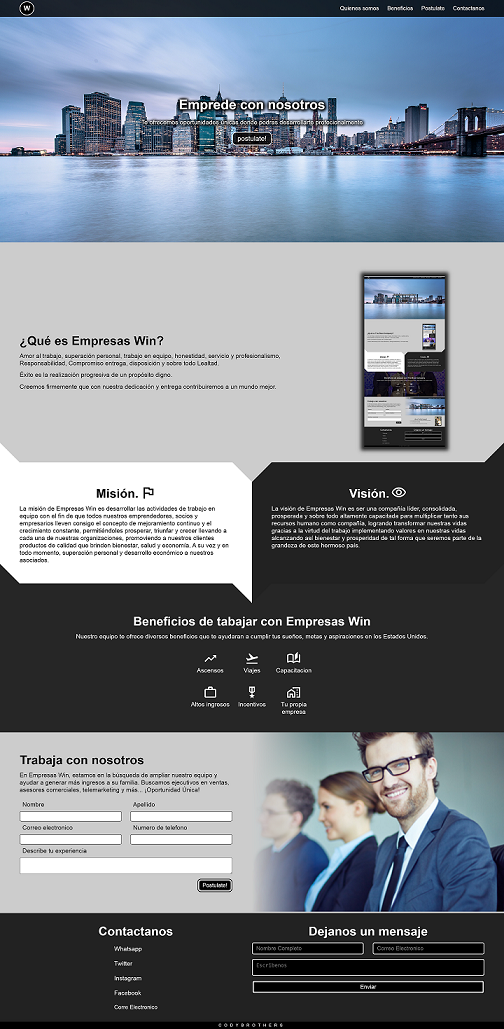 W
Quienes somos Beneficios Postulate Contactanos
Emprede con nosotros
Te ofrecemos oportunidades únicas donde podras desarrollarte profecionalmente
postulate!
¿Qué es Empresas Win?
Amor al trabajo, superación personal, trabajo en equipo, honestidad, servicio y profesionalismo,
Responsabilidad, Compromiso entrega, disposición y sobre todo Lealtad.
Éxito es la realización progresiva de un propósito digno.
Creemos firmemente que con nuestra dedicación y entrega contribuiremos a un mundo mejor.
Misión.
La misión de Empresas Win es desarrollar las actividades de trabajo en
equipo con el fin de que todos nuestros emprendedores, socios y
empresarios lleven consigo el concepto de mejoramiento continuo y el
crecimiento constante, permitiéndoles prosperar, triunfar y crecer llevando a
cada una de nuestras organizaciones, promoviendo a nuestros clientes
productos de calidad que brinden bienestar, salud y economía. A su vez y en
todo momento, superación personal y desarrollo económico a nuestros
asociados.
Visión.
La visión de Empresas Win es ser una compañía líder, consolidada,
prosperada y sobre todo altamente capacitada para multiplicar tanto sus
recursos humano como compañía, logrando transformar nuestras vidas
gracias a la virtud del trabajo implementando valores en nuestras vidas
alcanzando así bienestar y prosperidad de tal forma que seremos parte de la
grandeza de este hermoso país.
Beneficios de tabajar con Empresas Win
Nuestro equipo te ofrece diversos beneficios que te ayudaran a cumplir tus sueños, metas y aspiraciones en los Estados Unidos.
Ascensos Viajes Capacitacion
Altos ingresos Incentivos Tu propia
empresa
Trabaja con nosotros
En Empresas Win, estamos en la búsqueda de ampliar nuestro equipo y
ayudar a generar más ingresos a su familia. Buscamos ejecutivos en ventas,
asesores comerciales, telemarketing y más... ¡Oportunidad Única!
Nombre Apellido
Correo electronico Numero de telefono
Describe tu experiencia
Postulate!
Contactanos
Whatsapp
Twitter
Instagram
Facebook
Corro Electronico
Dejanos un mensaje
Nombre Completo Correo Electronico
Escribenos
Enviar
CODYBROTHERS